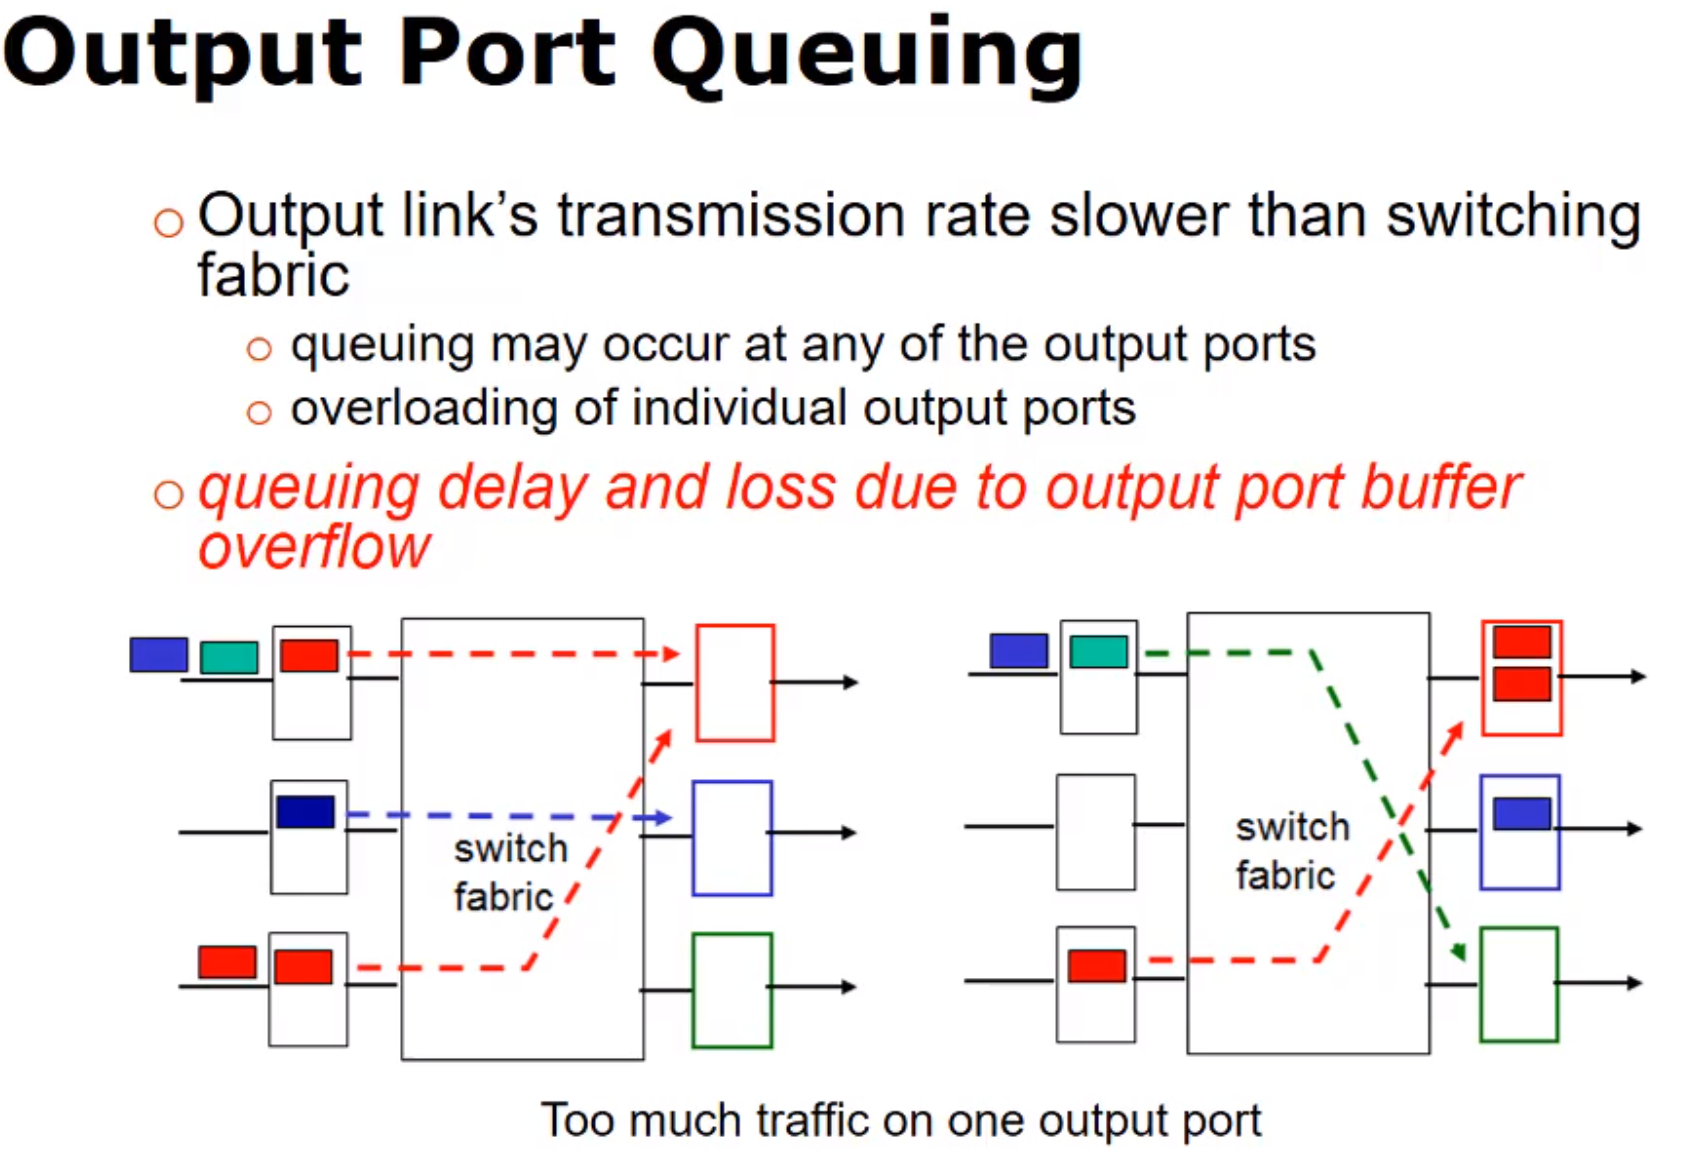 Output Port Queuing
Output link’s transmission rate slower than switching
fabric
queuing may occur at any of the output ports
overloading of individual output ports
queuing delay and loss due to output port buffer
overflow
switch
fabric
switch
fabric
Too much traffic on one output port